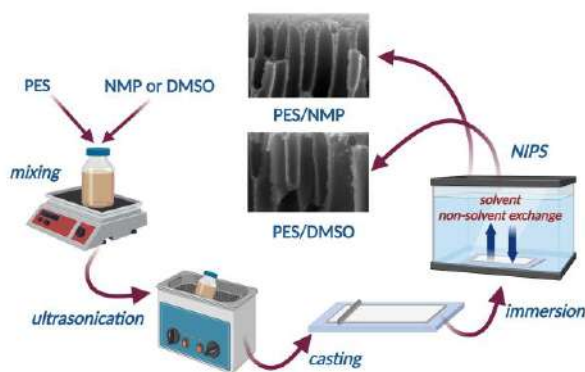 PES
NMP or DMSO
mixing
ultrasonication
casting
immersion
NIPS
solvent
non-solvent exchange
PES/NMP
PES/DMSO